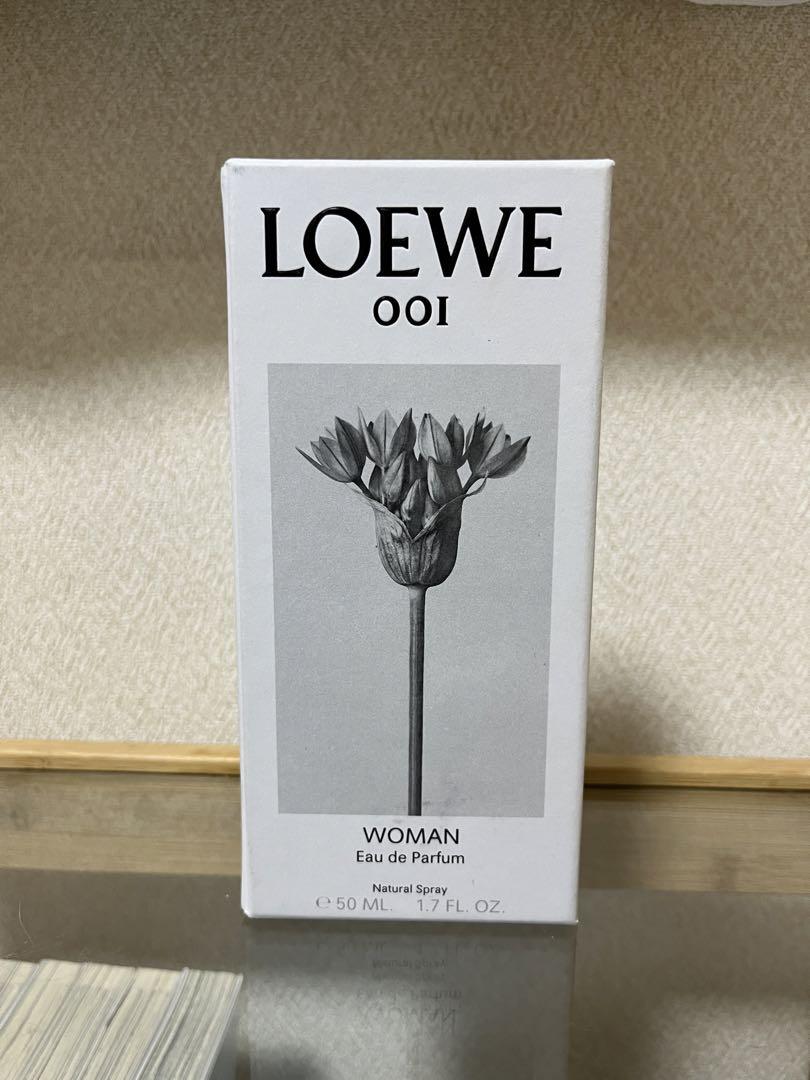 LOEWE
001
WOMAN
Eau de Parfum
Natural Spray
℮ 50 ML. 1.7 FL. OZ.